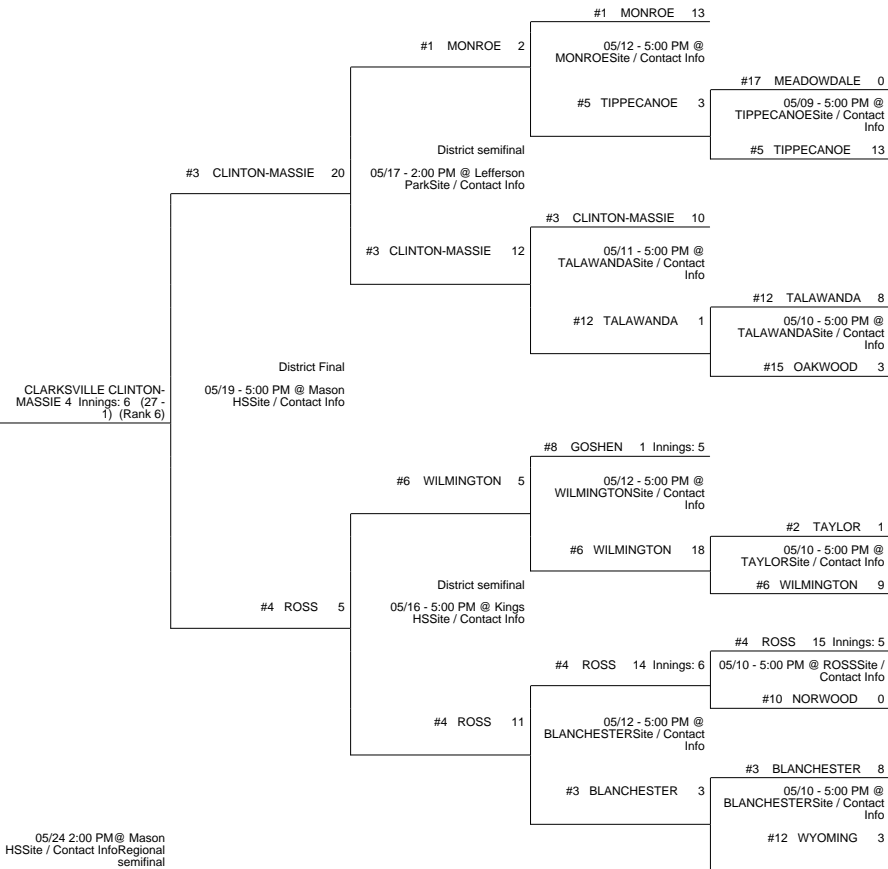 #1 MONROE 13
#1 MONROE 2
05/12 - 5:00 PM @
MONROESite / Contact Info
#17 MEADOWDALE 0
#5 TIPPECANOE 3
05/09 - 5:00 PM @
TIPPECANOESite / Contact
Info
#5 TIPPECANOE 13
District semifinal
05/17 - 2:00 PM @ Lefferson
ParkSite / Contact Info
#3 CLINTON-MASSIE 20
#3 CLINTON-MASSIE 10
#3 CLINTON-MASSIE 12
05/11 - 5:00 PM @
TALAWANDASite / Contact
Info
#12 TALAWANDA 8
#12 TALAWANDA 1
05/10 - 5:00 PM @
TALAWANDASite / Contact
Info
#15 OAKWOOD 3
District Final
05/19 - 5:00 PM @ Mason
HSSite / Contact Info
CLARKSVILLE CLINTON-
MASSIE 4 Innings: 6 (27 -
1) (Rank 6)
#8 GOSHEN 1 Innings: 5
#6 WILMINGTON 5
05/12 - 5:00 PM @
WILMINGTONSite / Contact
Info
#2 TAYLOR 1
#6 WILMINGTON 18
05/10 - 5:00 PM @
TAYLORSite / Contact Info
#6 WILMINGTON 9
District semifinal
05/16 - 5:00 PM @ Kings
HSSite / Contact Info
#4 ROSS 5
#4 ROSS 15 Innings: 5
#4 ROSS 14 Innings: 6
05/10 - 5:00 PM @ ROSSSite /
Contact Info
#10 NORWOOD 0
#4 ROSS 11
05/12 - 5:00 PM @
BLANCHESTERSite / Contact
Info
#3 BLANCHESTER 8
#3 BLANCHESTER 3
05/10 - 5:00 PM @
BLANCHESTERSite / Contact
Info
#12 WYOMING 3
05/24 2:00 PM@ Mason
HSSite / Contact InfoRegional
semifinal